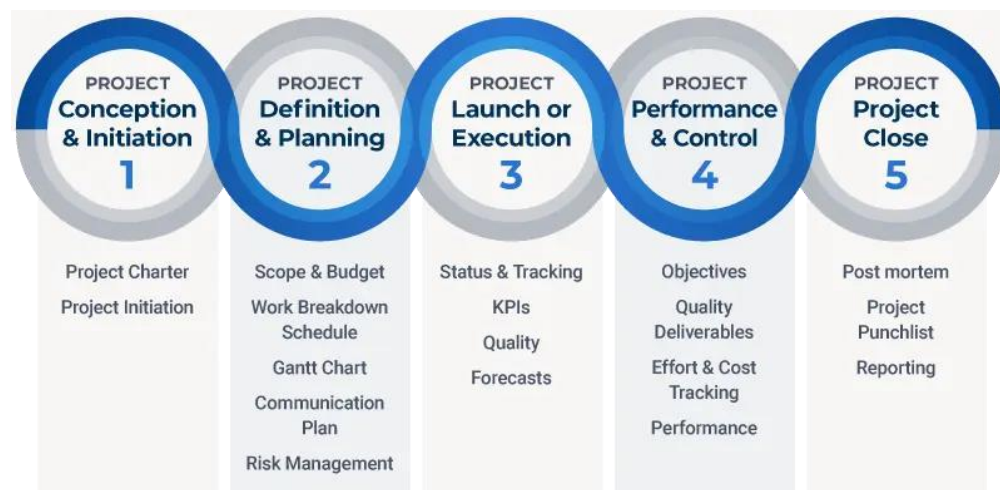 PROJECT
Conception
& Initiation
1
Project Charter
Project Initiation
PROJECT
Definition
& Planning
2
Scope & Budget
Work Breakdown
Schedule
Gantt Chart
Communication
Plan
Risk Management
PROJECT
Launch or
Execution
3
Status & Tracking
KPIs
Quality
Forecasts
PROJECT
Performance
& Control
4
Objectives
Quality
Deliverables
Effort & Cost
Tracking
Performance
PROJECT
Project
Close
5
Post mortem
Project
Punchlist
Reporting